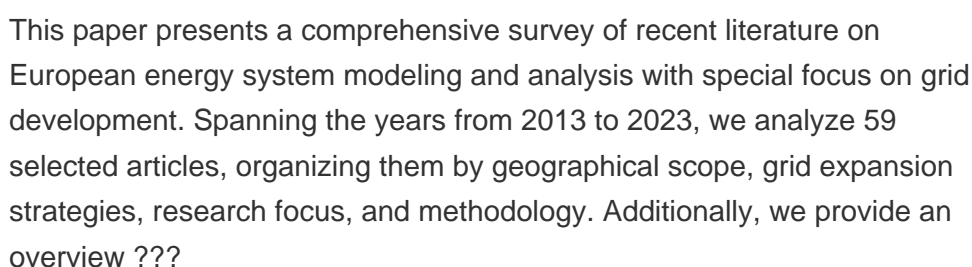 This paper presents a comprehensive survey of recent literature on
European energy system modeling and analysis with special focus on grid
development. Spanning the years from 2013 to 2023, we analyze 59
selected articles, organizing them by geographical scope, grid expansion
strategies, research focus, and methodology. Additionally, we provide an
overview ???